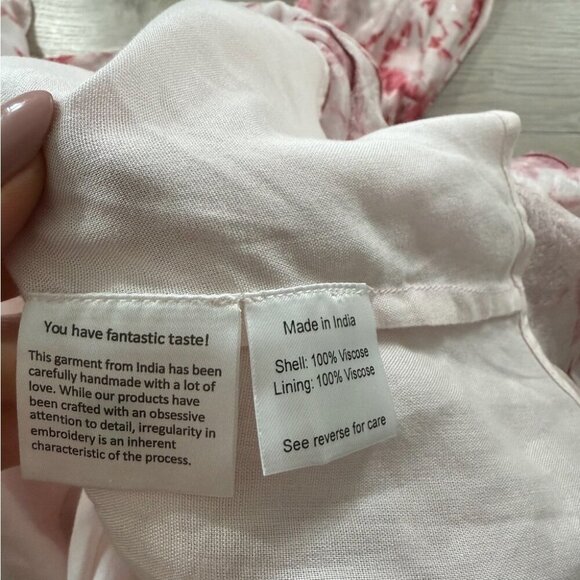 You have fantastic taste!
This garment from India has been
carefully handmade with a lot of
love. While our products have
been crafted with an obsessive
attention to detail, irregularity in
embroidery is an inherent
characteristic of the process.
Made in India
Shell: 100% Viscose
Lining: 100% Viscose
See reverse for care